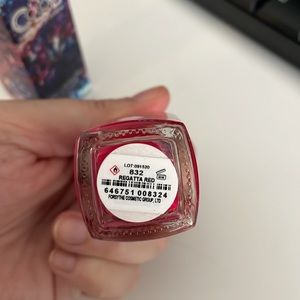 LOT 091520
832
REGATTA RED
646751 008324
FORSYTHE COSMETIC GROUP, LTD